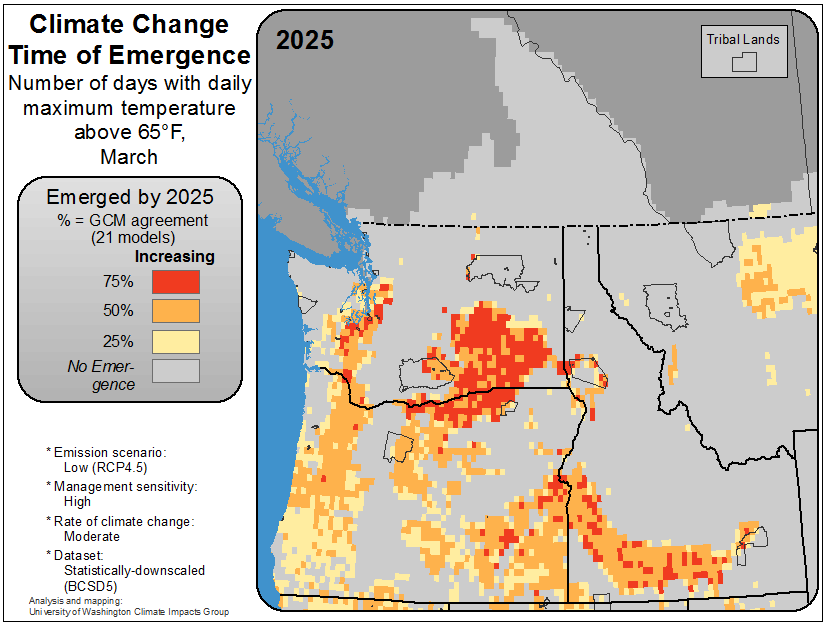 Climate Change
Time of Emergence
Number of days with daily
maximum temperature
above 65°F,
March
Emerged by 2025
% = GCM agreement
(21 models)
Increasing
75%
50%
25%
No Emer-
gence
* Emission scenario:
Low (RCP4.5)
* Management sensitivity:
High
* Rate of climate change:
Moderate
* Dataset:
Statistically-downscaled
(BCSD5)
Analysis and mapping:
University of Washington Climate Impacts Group
2025
Tribal Lands